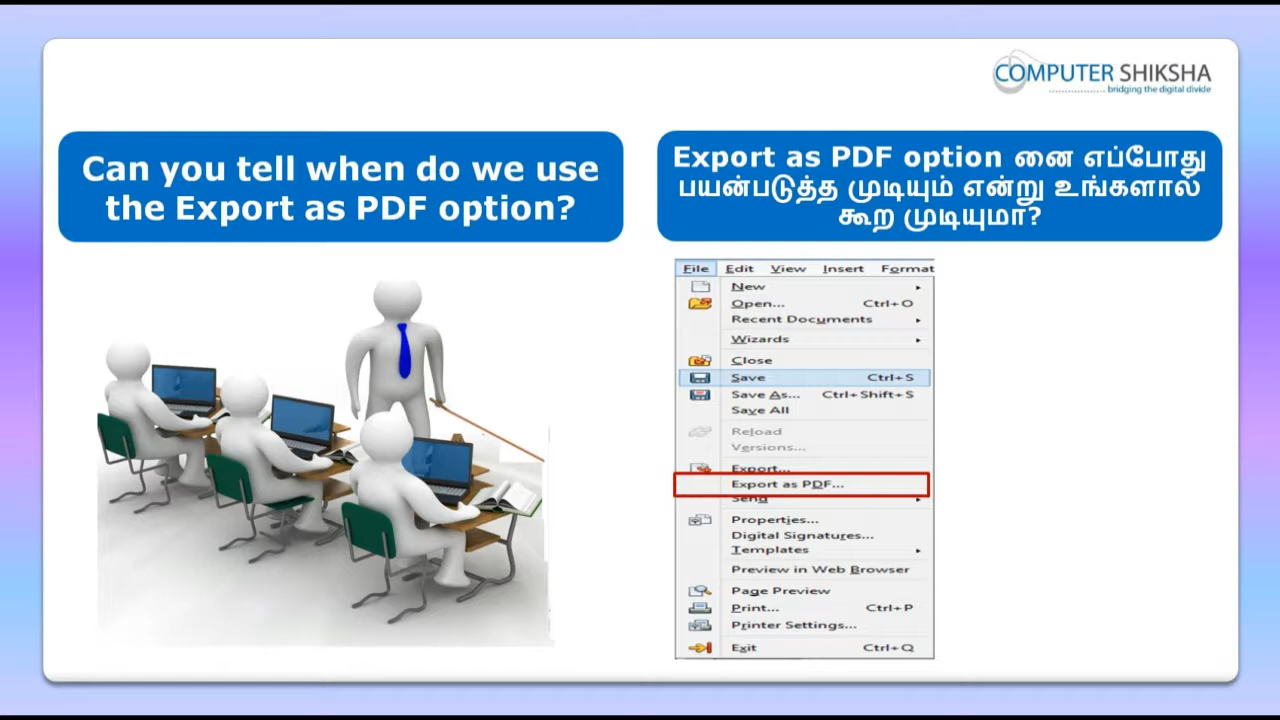 COMPUTER SHIKSHA
bridging the digital divide
Can you tell when do we use
the Export as PDF option?
Export as PDF option னை எப்போது
பயன்படுத்த முடியும் என்று உங்களால்
கூற முடியுமா?
File Edit View Insert Format
New
Open... Ctrl+O
Recent Documents
Wizards
Close
Save Ctrl+S
Save As... Ctrl+Shift+S
Save All
Reload
Versions...
Export...
Export as PDF...
Send
Properties...
Digital Signatures...
Templates
Preview in Web Browser
Page Preview
Print... Ctrl+P
Printer Settings...
Exit Ctrl+Q